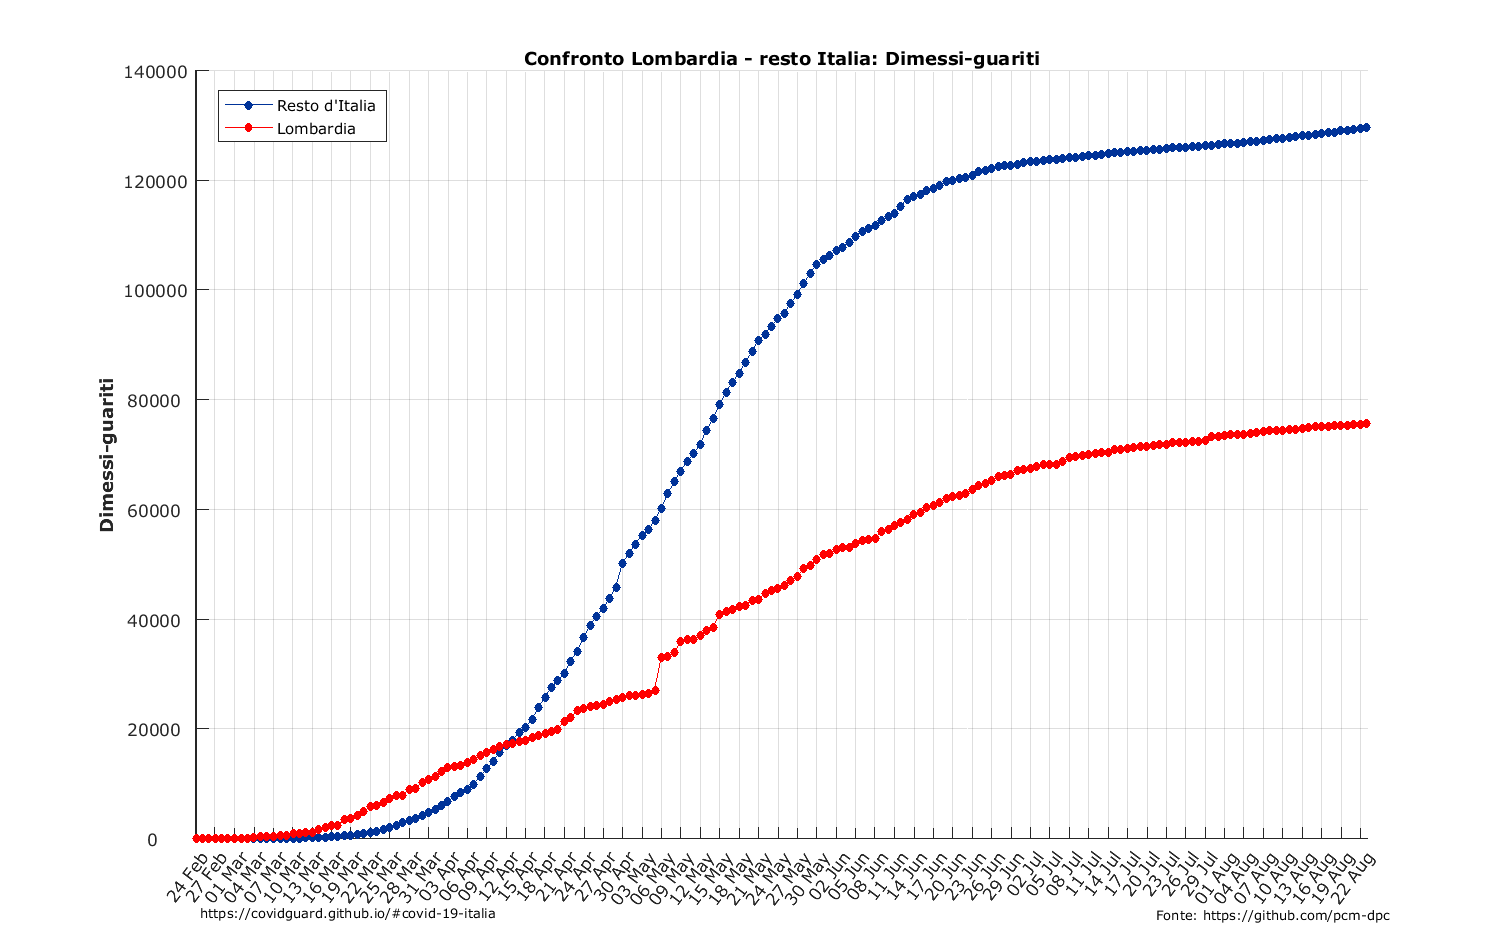 Confronto Lombardia - resto Italia: Dimessi-guariti
Resto d'Italia
Lombardia
Dimessi-guariti
140000
120000
100000
80000
60000
40000
20000
0
24 Feb
27 Feb
01 Mar
04 Mar
07 Mar
10 Mar
13 Mar
16 Mar
19 Mar
22 Mar
25 Mar
28 Mar
31 Mar
03 Apr
06 Apr
09 Apr
12 Apr
15 Apr
18 Apr
21 Apr
24 Apr
27 Apr
30 Apr
03 May
06 May
09 May
12 May
15 May
18 May
21 May
24 May
27 May
30 May
02 Jun
05 Jun
08 Jun
11 Jun
14 Jun
17 Jun
20 Jun
23 Jun
26 Jun
29 Jun
02 Jul
05 Jul
08 Jul
11 Jul
14 Jul
17 Jul
20 Jul
23 Jul
26 Jul
29 Jul
01 Aug
04 Aug
07 Aug
10 Aug
13 Aug
16 Aug
19 Aug
22 Aug
https://covidguard.github.io/#covid-19-italia
Fonte: https://github.com/pcm-dpc